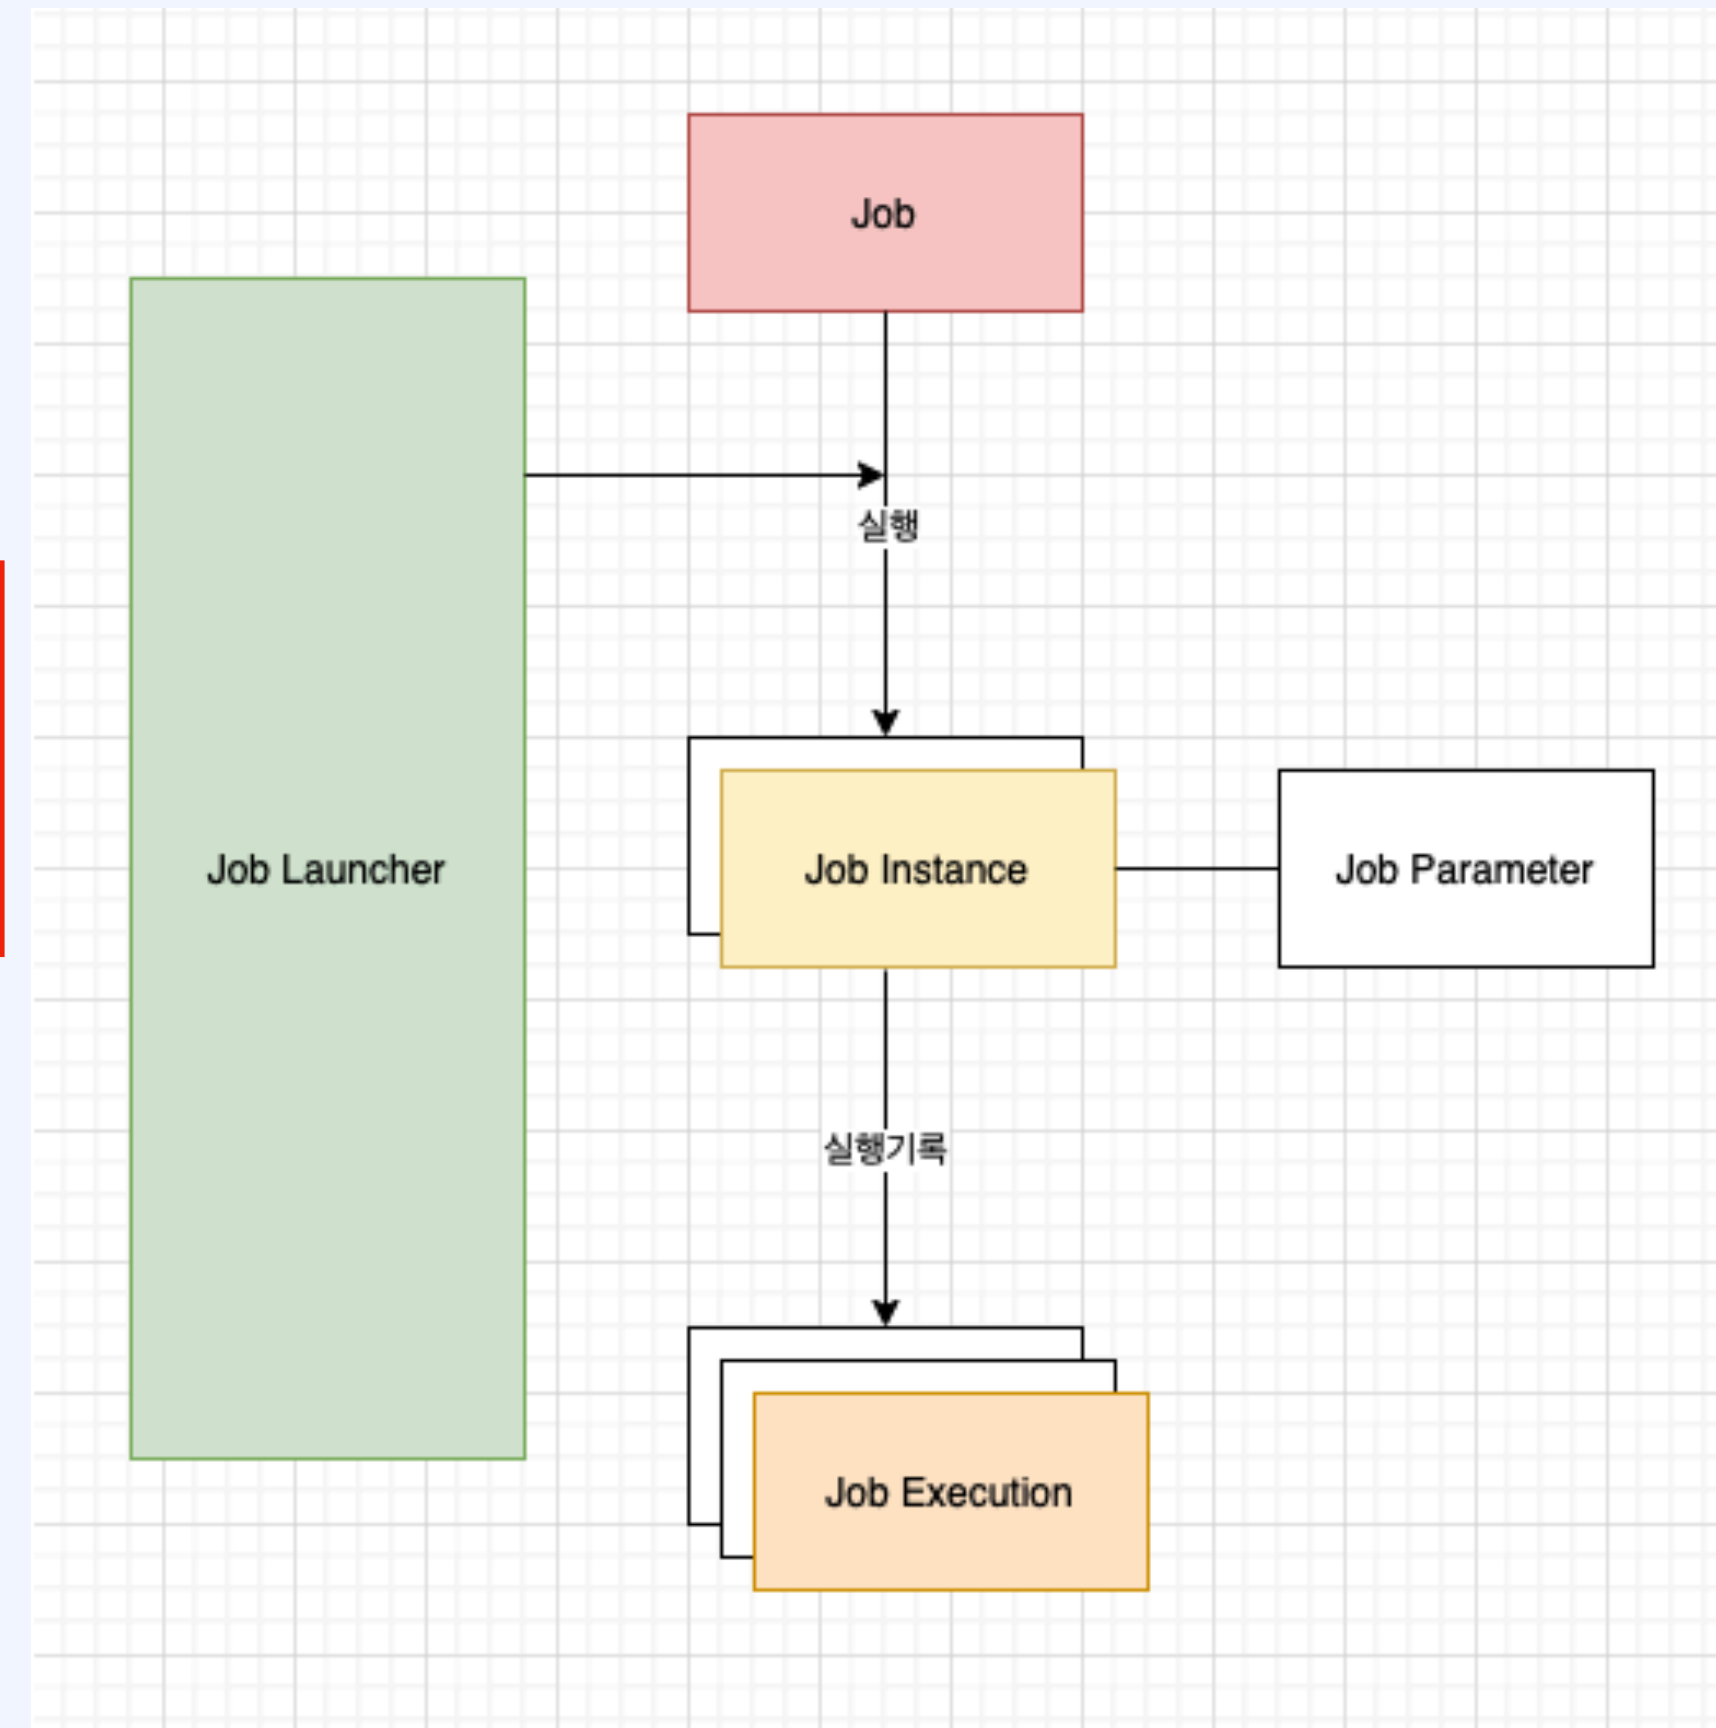 Job
실행
Job Launcher
Job Instance
Job Parameter
실행기록
Job Execution